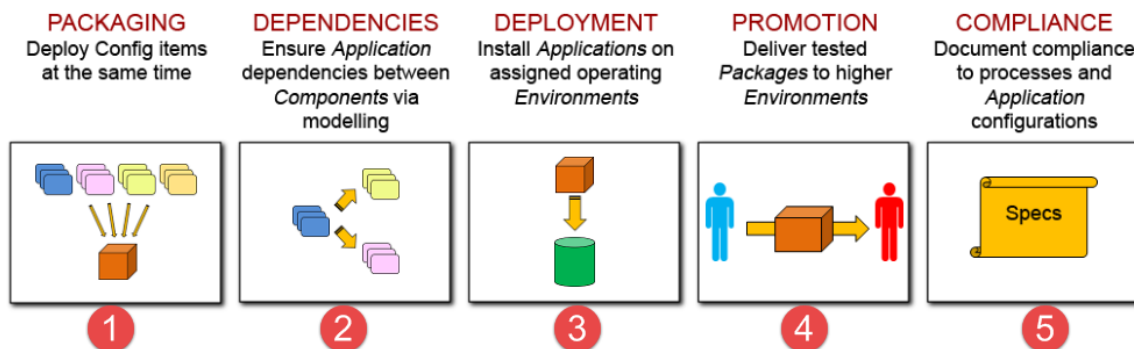 PACKAGING
Deploy Config items
at the same time
DEPENDENCIES
Ensure Application
dependencies between
Components via
modelling
DEPLOYMENT
Install Applications on
assigned operating
Environments
PROMOTION
Deliver tested
Packages to higher
Environments
COMPLIANCE
Document compliance
to processes and
Application
configurations
Specs
1
2
3
4
5